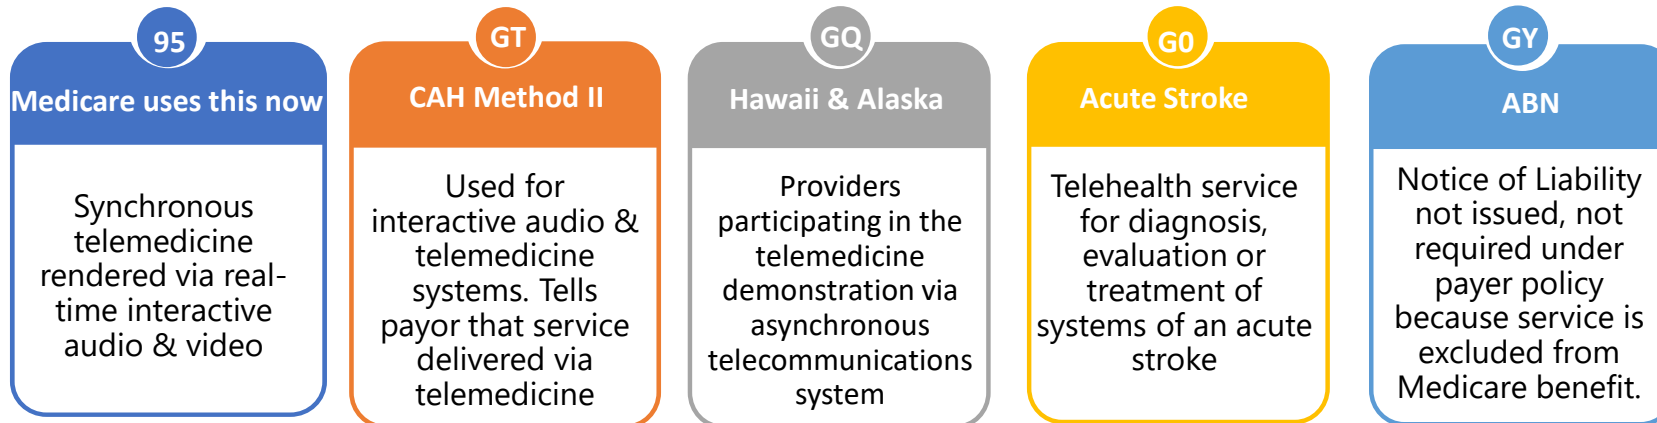 95
Medicare uses this now
Synchronous
telemedicine
rendered via real-
time interactive
audio & video
GT
CAH Method II
Used for
interactive audio &
telemedicine
systems. Tells
payor that service
delivered via
telemedicine
GQ
Hawaii & Alaska
Providers
participating in the
telemedicine
demonstration via
asynchronous
telecommunications
system
G0
Acute Stroke
Telehealth service
for diagnosis,
evaluation or
treatment of
systems of an acute
stroke
GY
ABN
Notice of Liability
not issued, not
required under
payer policy
because service is
excluded from
Medicare benefit.